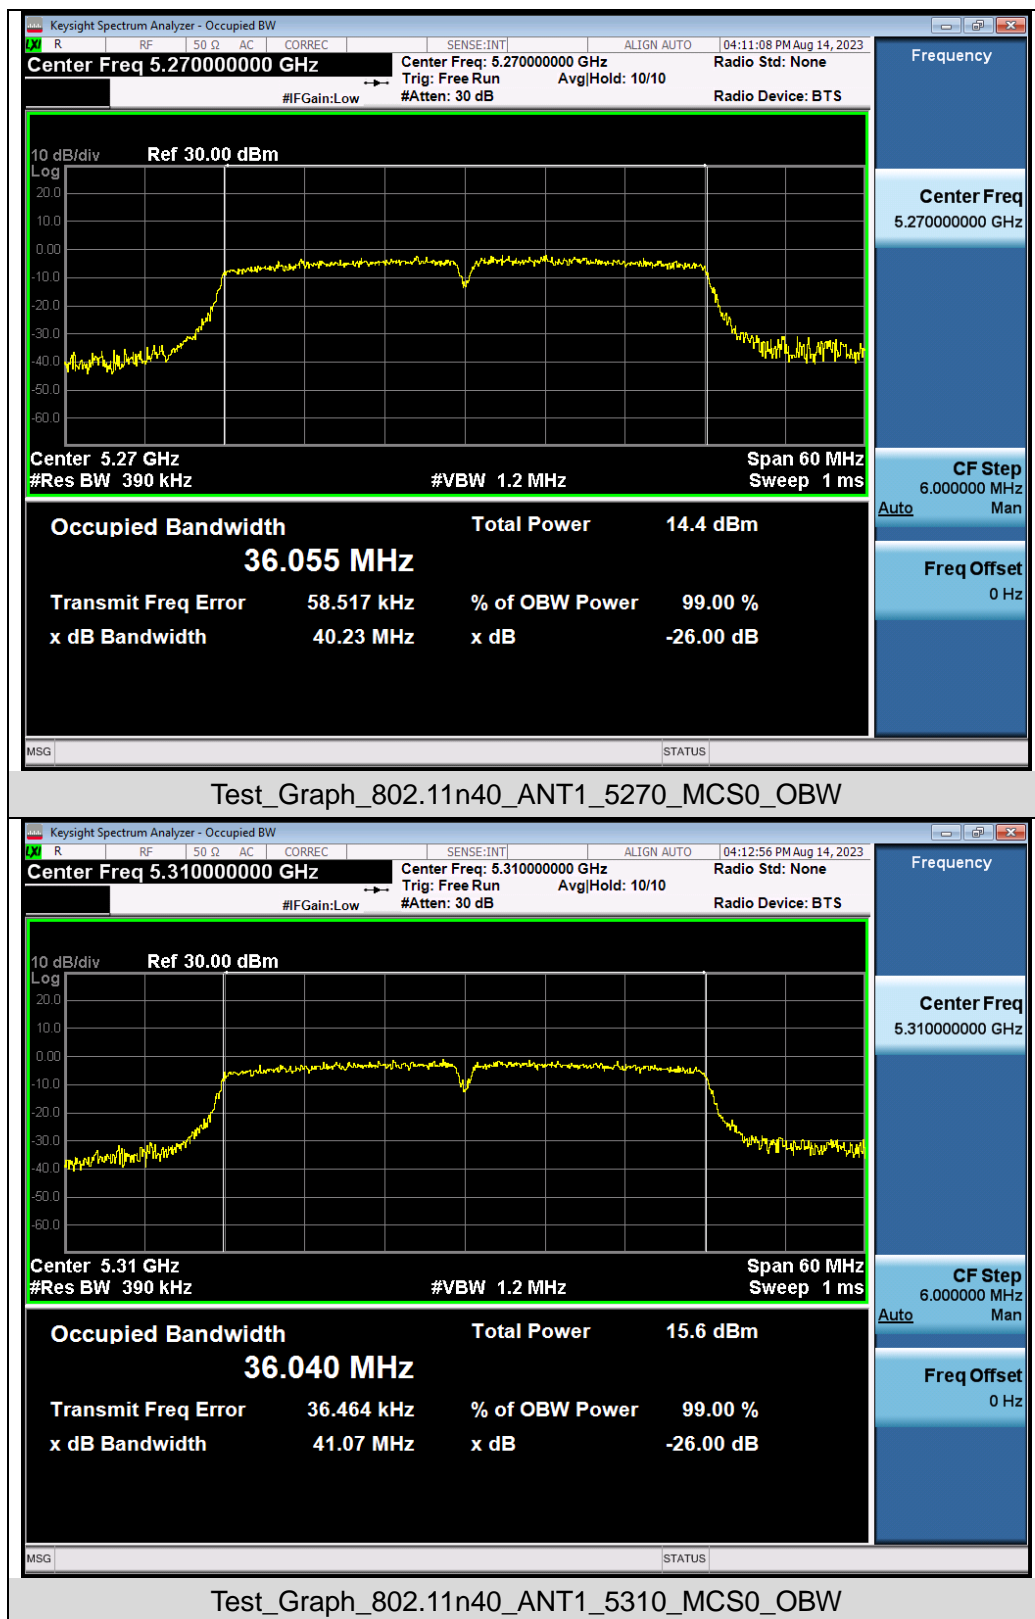 Keysight Spectrum Analyzer - Occupied BW
LXI R RF 50 Ω AC CORREC SENSE:INT ALIGN AUTO 04:11:08 PM Aug 14, 2023
Center Freq 5.270000000 GHz
Center Freq: 5.270000000 GHz
Radio Std: None
Trig: Free Run Avg|Hold: 10/10
#IFGain:Low
#Atten: 30 dB
Radio Device: BTS
Frequency
10 dB/div Ref 30.00 dBm
Log
20.0
10.0
0.00
-10.0
-20.0
-30.0
-40.0
-50.0
-60.0
Center 5.27 GHz Span 60 MHz
#Res BW 390 kHz #VBW 1.2 MHz Sweep 1 ms
Center Freq
5.270000000 GHz
CF Step
6.000000 MHz
Auto Man
Freq Offset
0 Hz
Occupied Bandwidth Total Power 14.4 dBm
36.055 MHz
Transmit Freq Error 58.517 kHz % of OBW Power 99.00 %
x dB Bandwidth 40.23 MHz x dB -26.00 dB
MSG STATUS
Test_Graph_802.11n40_ANT1_5270_MCS0_OBW
Keysight Spectrum Analyzer - Occupied BW
LXI R RF 50 Ω AC CORREC SENSE:INT ALIGN AUTO 04:12:56 PM Aug 14, 2023
Center Freq 5.310000000 GHz
Center Freq: 5.310000000 GHz
Radio Std: None
Trig: Free Run Avg|Hold: 10/10
#IFGain:Low
#Atten: 30 dB
Radio Device: BTS
Frequency
10 dB/div Ref 30.00 dBm
Log
20.0
10.0
0.00
-10.0
-20.0
-30.0
-40.0
-50.0
-60.0
Center 5.31 GHz Span 60 MHz
#Res BW 390 kHz #VBW 1.2 MHz Sweep 1 ms
Center Freq
5.310000000 GHz
CF Step
6.000000 MHz
Auto Man
Freq Offset
0 Hz
Occupied Bandwidth Total Power 15.6 dBm
36.040 MHz
Transmit Freq Error 36.464 kHz % of OBW Power 99.00 %
x dB Bandwidth 41.07 MHz x dB -26.00 dB
MSG STATUS
Test_Graph_802.11n40_ANT1_5310_MCS0_OBW